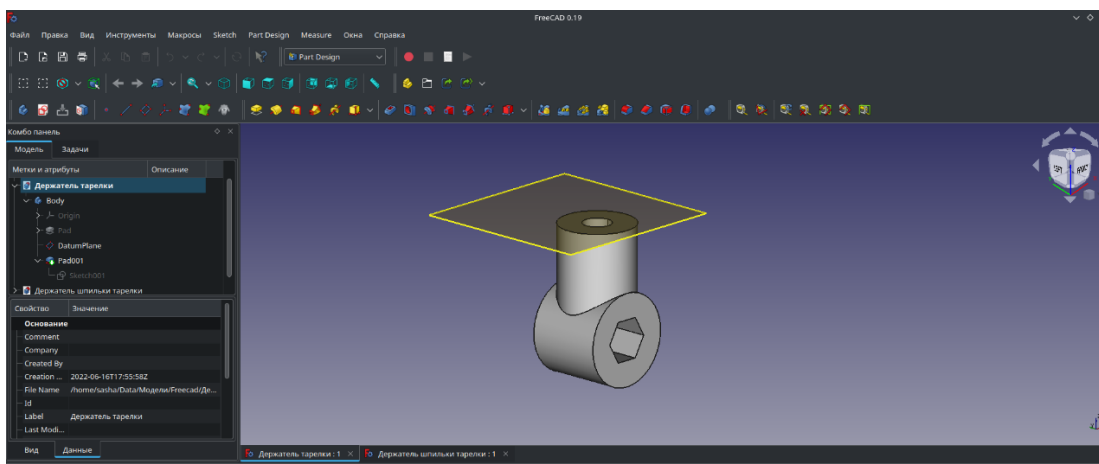 FreeCAD 0.19
Файл Правка Вид Инструменты Макросы Sketch Part Design Measure Окна Справка
Part Design
Комбо панель
Модель Задачи
Метки и атрибуты Описание
Держатель тарелки
Body
Origin
Pad
DatumPlane
Pad001
Sketch001
Держатель шпильки тарелки
Свойство Значение
Основание
Comment
Company
Created By
Creation ... 2022-06-16T17:55:58Z
File Name /home/sasha/Data/Модели/Freecad/Де...
Id
Label Держатель тарелки
Last Modi...
Вид Данные
Держатель тарелки : 1 Держатель шпильки тарелки : 1